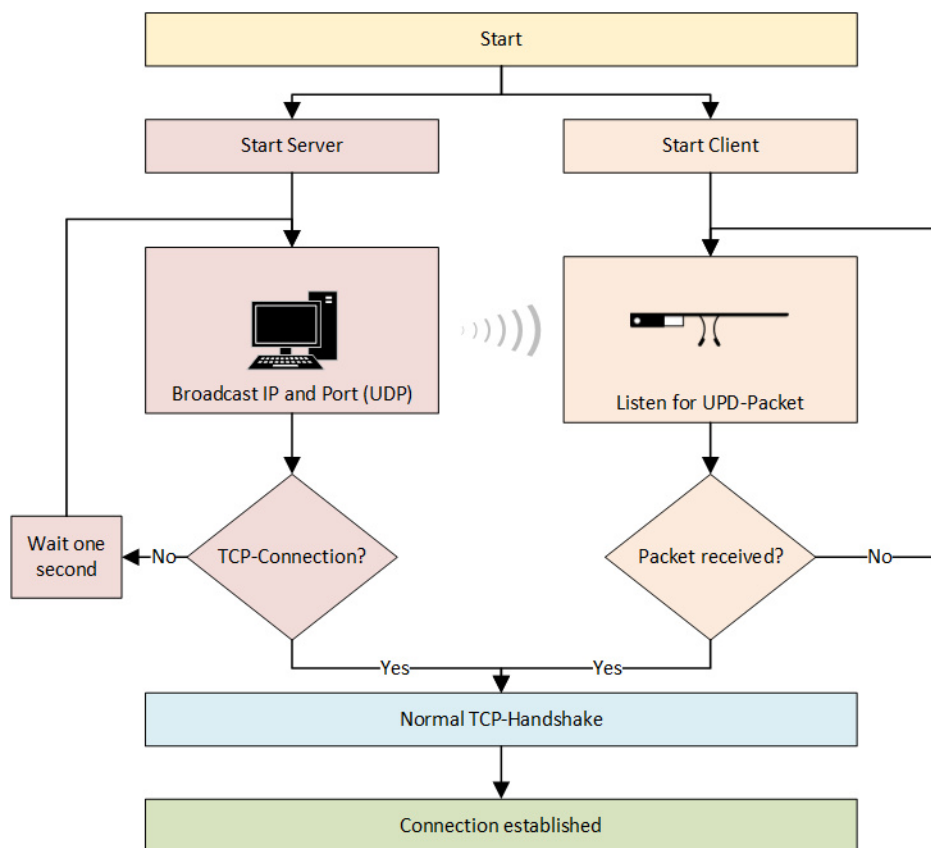 Start
Start Server
Start Client
Broadcast IP and Port (UDP)
Listen for UPD-Packet
Wait one
second
No
TCP-Connection?
Packet received?
No
Yes
Yes
Normal TCP-Handshake
Connection established